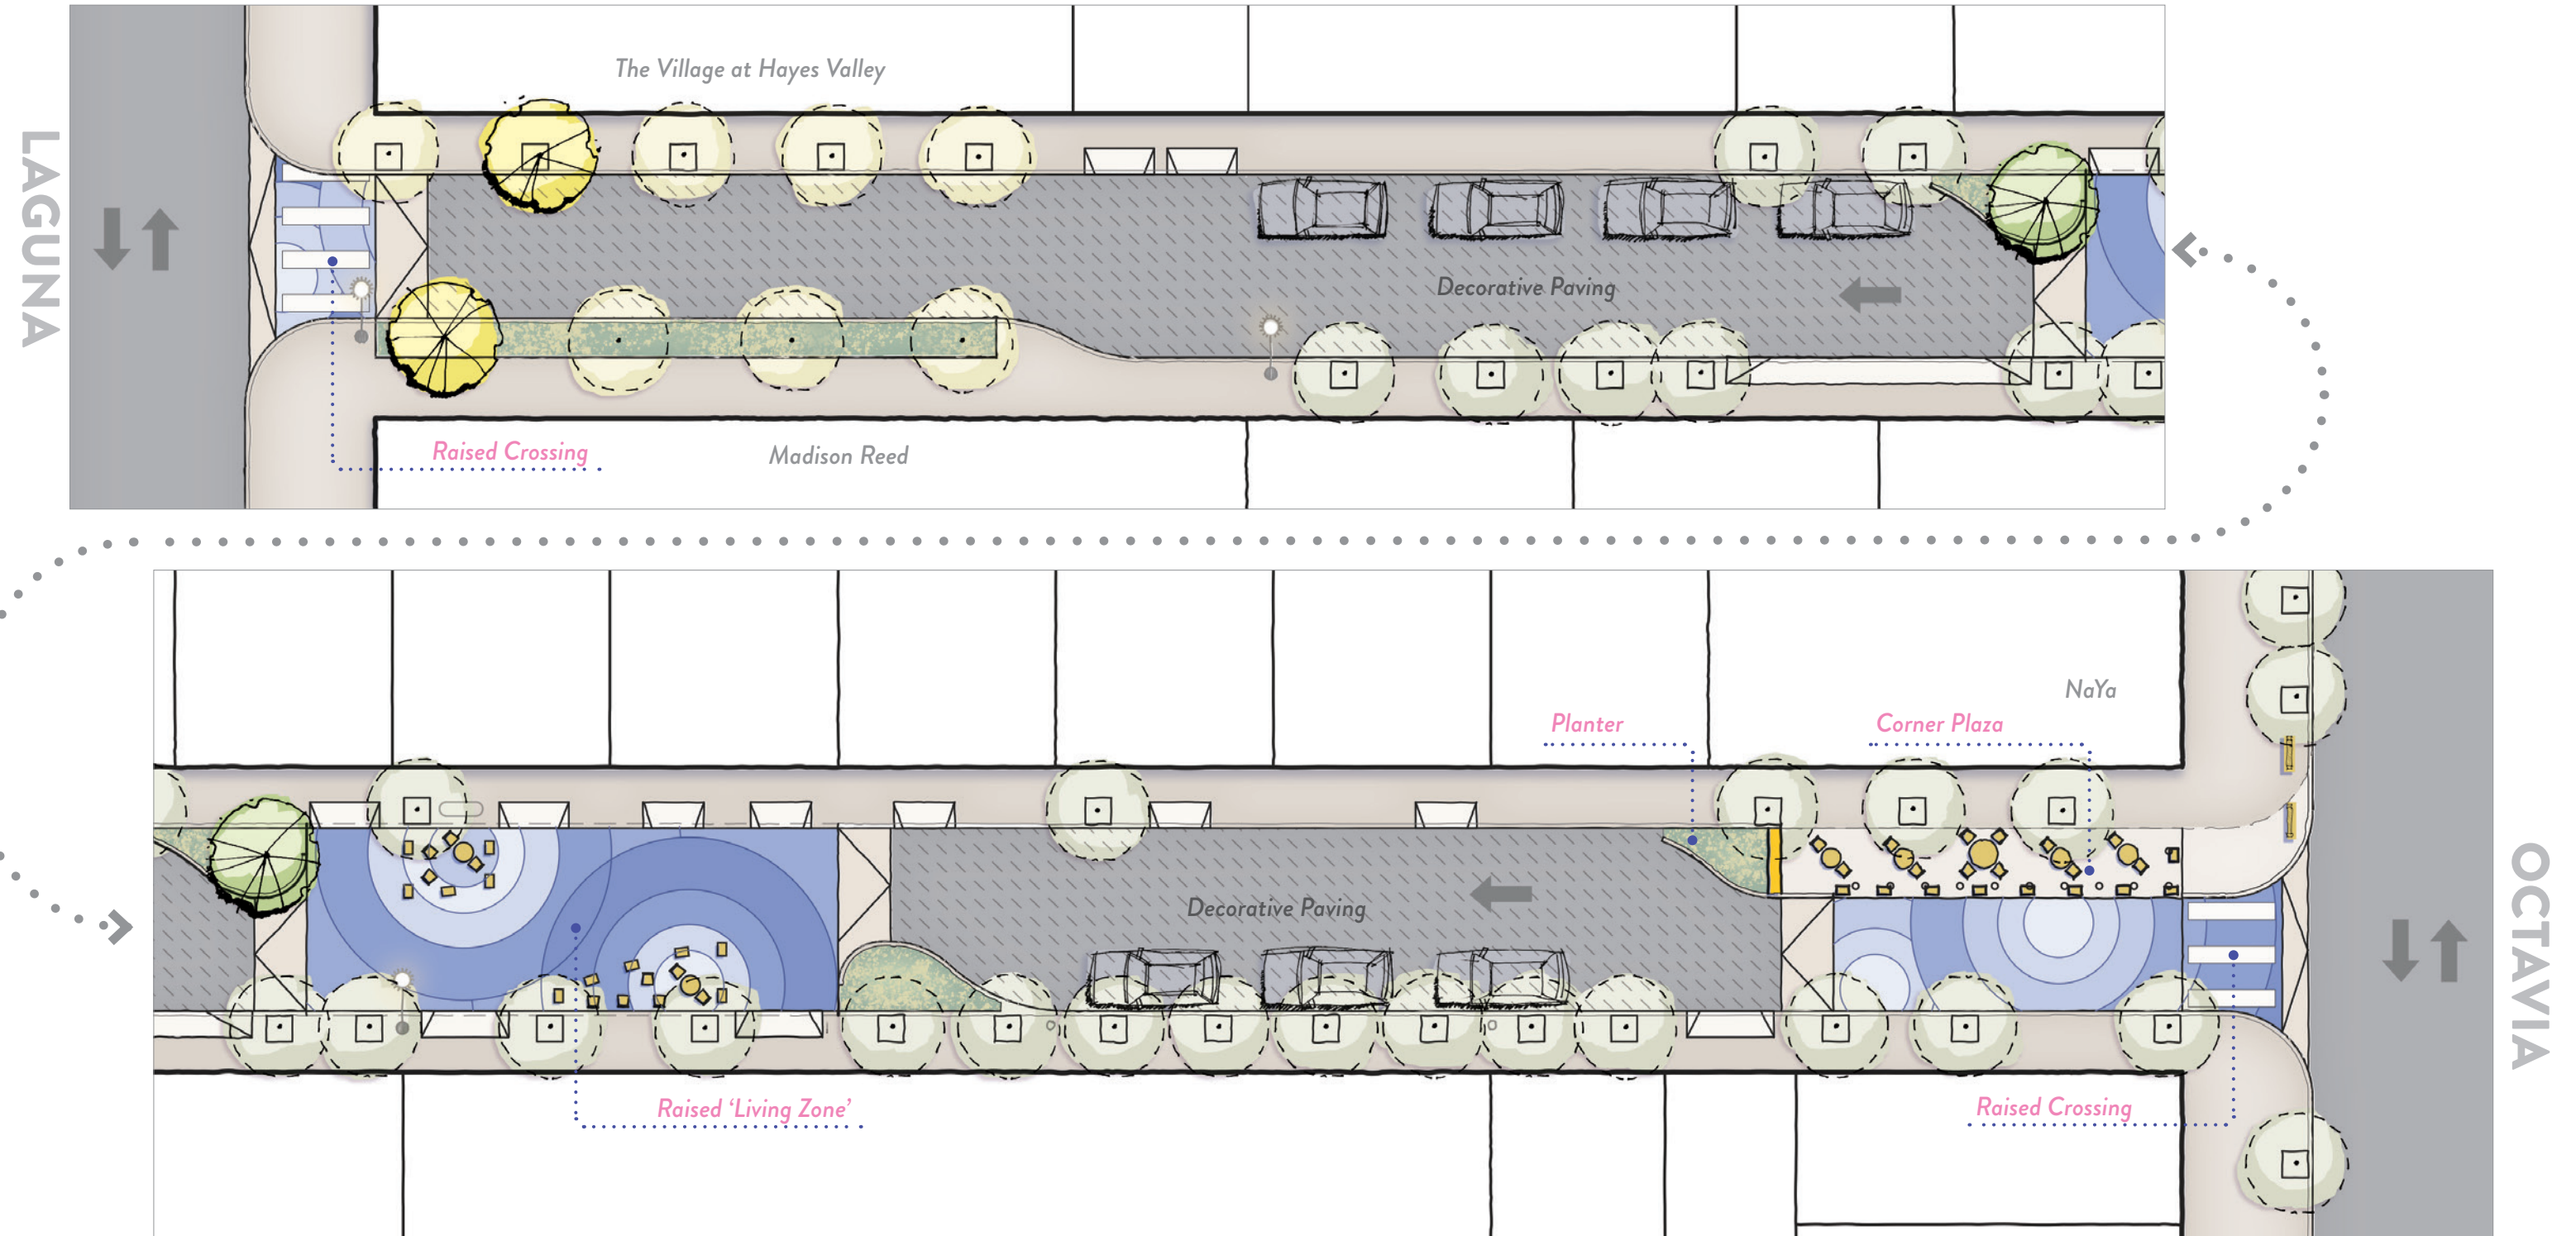 The Village at Hayes Valley
LAGUNA
Decorative Paving
Raised Crossing
Madison Reed
NaYa
Planter
Corner Plaza
Decorative Paving
OCTAVIA
Raised ‘Living Zone’
Raised Crossing